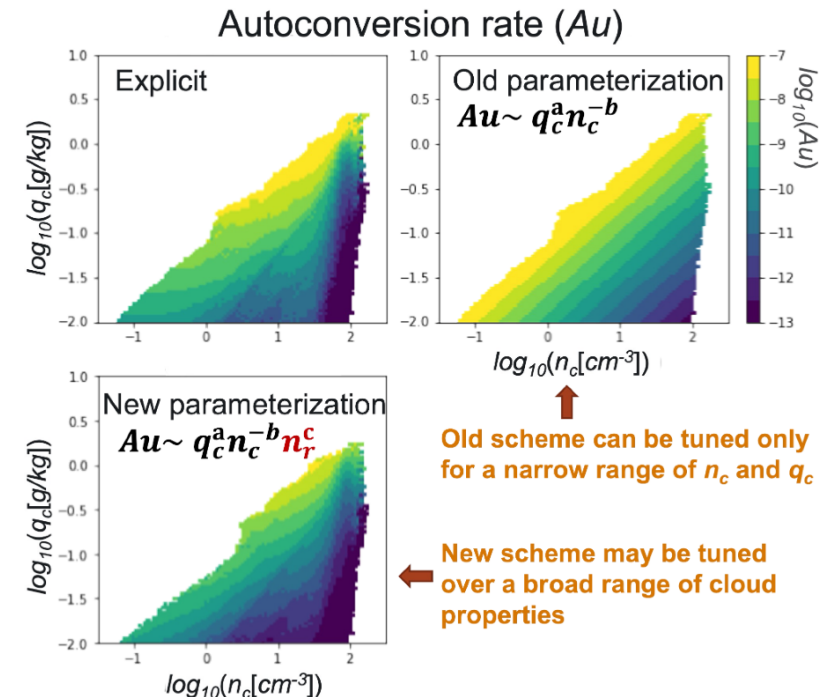 Autoconversion rate (Au)
Explicit
log₁₀(q_c[g/kg])
1.0
0.5
0.0
−0.5
−1.0
−1.5
−2.0
−1
0
1
2
Old parameterization
Au~ q_c^a n_c^−b
1.0
0.5
0.0
−0.5
−1.0
−1.5
−2.0
−1
0
1
2
log₁₀(n_c[cm⁻³])
−7
−8
−9
−10
−11
−12
−13
log₁₀(Au)
New parameterization
Au~ q_c^a n_c^−b n_r^c
log₁₀(q_c[g/kg])
1.0
0.5
0.0
−0.5
−1.0
−1.5
−2.0
−1
0
1
2
log₁₀(n_c[cm⁻³])
Old scheme can be tuned only
for a narrow range of n_c and q_c
New scheme may be tuned
over a broad range of cloud
properties